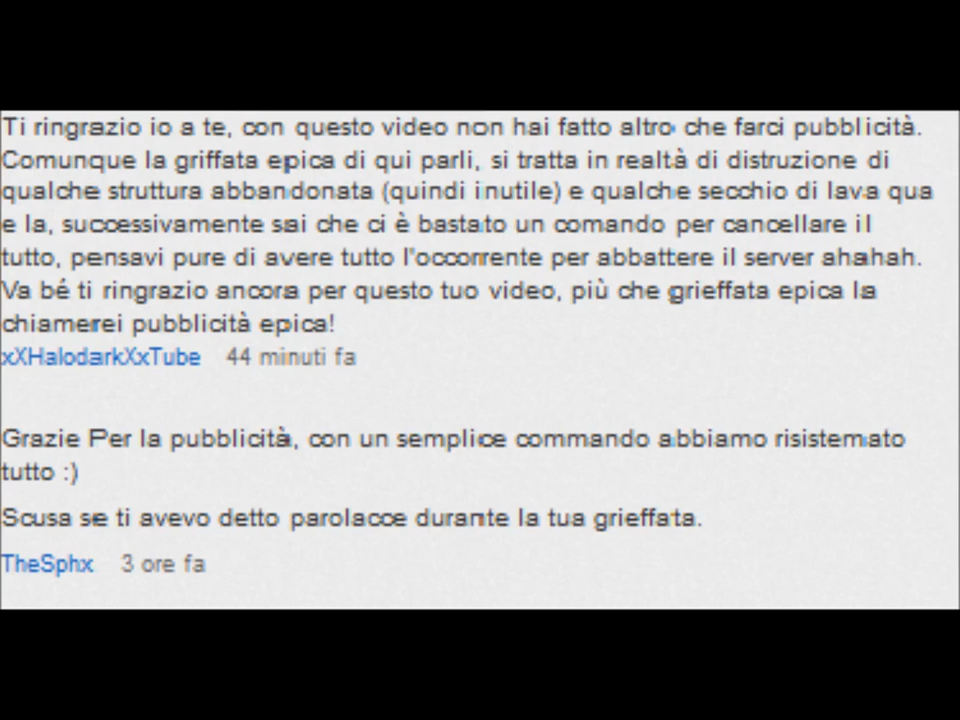 Ti ringrazio io a te, con questo video non hai fatto altro che farci pubblicità.
Comunque la griffata epica di qui parli, si tratta in realtà di distruzione di
qualche struttura abbandonata (quindi inutile) e qualche secchio di lava qua
e la, successivamente sai che ci è bastato un comando per cancellare il
tutto, pensavi pure di avere tutto l'occorrente per abbattere il server ahahah.
Va bé ti ringrazio ancora per questo tuo video, più che grieffata epica la
chiamerei pubblicità epica!
xXHalodarkXxTube 44 minuti fa
Grazie Per la pubblicità, con un semplice commando abbiamo risistemato
tutto :)
Scusa se ti avevo detto parolacce durante la tua grieffata.
TheSphx 3 ore fa